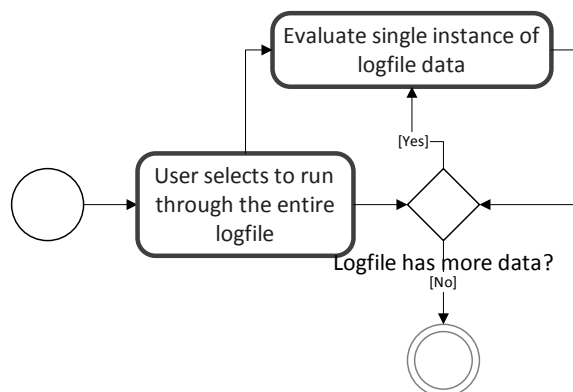 Evaluate single instance of
logfile data
[Yes]
User selects to run
through the entire
logfile
Logfile has more data?
[No]